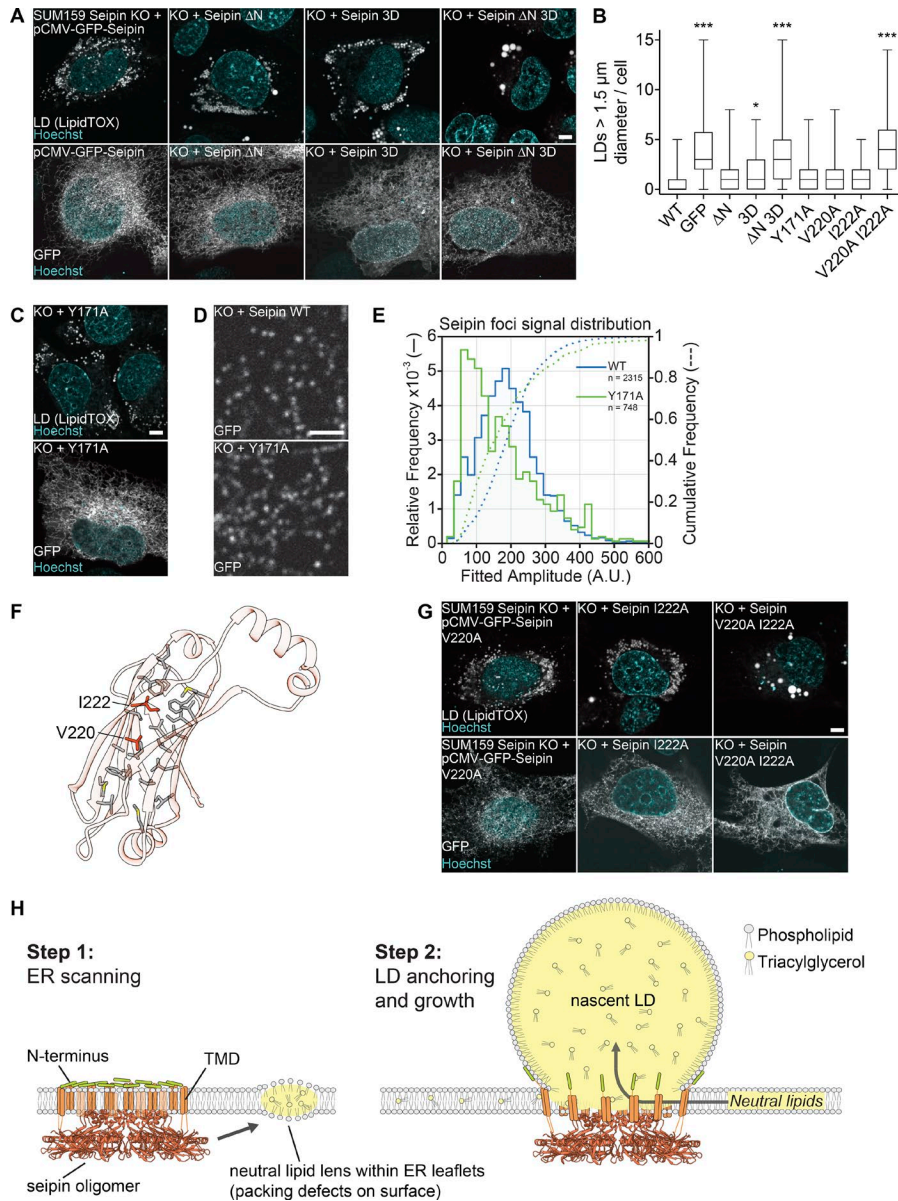 A
SUM159 Seipin KO +
pCMV-GFP-Seipin
KO + Seipin ΔN
KO + Seipin 3D
KO + Seipin ΔN 3D
LD (LipidTOX)
Hoechst
pCMV-GFP-Seipin
KO + Seipin ΔN
KO + Seipin 3D
KO + Seipin ΔN 3D
GFP
Hoechst
B
LDs > 1.5 µm
diameter / cell
15
10
5
0
***
*
***
***
WT
GFP
ΔN
3D
ΔN 3D
Y171A
V220A
I222A
V220A I222A
C
KO + Y171A
LD (LipidTOX)
Hoechst
KO + Y171A
GFP
Hoechst
D
KO + Seipin WT
GFP
KO + Y171A
GFP
E
Seipin foci signal distribution
Relative Frequency x10⁻³ (—)
6
5
4
3
2
1
0
WT
n = 2315
Y171A
n = 748
1
0.8
0.6
0.4
0.2
0
Cumulative Frequency (---)
0 100 200 300 400 500 600
Fitted Amplitude (A.U.)
F
I222
V220
G
SUM159 Seipin KO +
pCMV-GFP-Seipin
V220A
KO + Seipin I222A
KO + Seipin
V220A I222A
LD (LipidTOX)
Hoechst
SUM159 Seipin KO +
pCMV-GFP-Seipin
V220A
KO + Seipin I222A
KO + Seipin
V220A I222A
GFP
Hoechst
H
Step 1:
ER scanning
N-terminus
TMD
seipin oligomer
neutral lipid lens within ER leaflets
(packing defects on surface)
Step 2:
LD anchoring
and growth
nascent LD
Neutral lipids
Phospholipid
Triacylglycerol